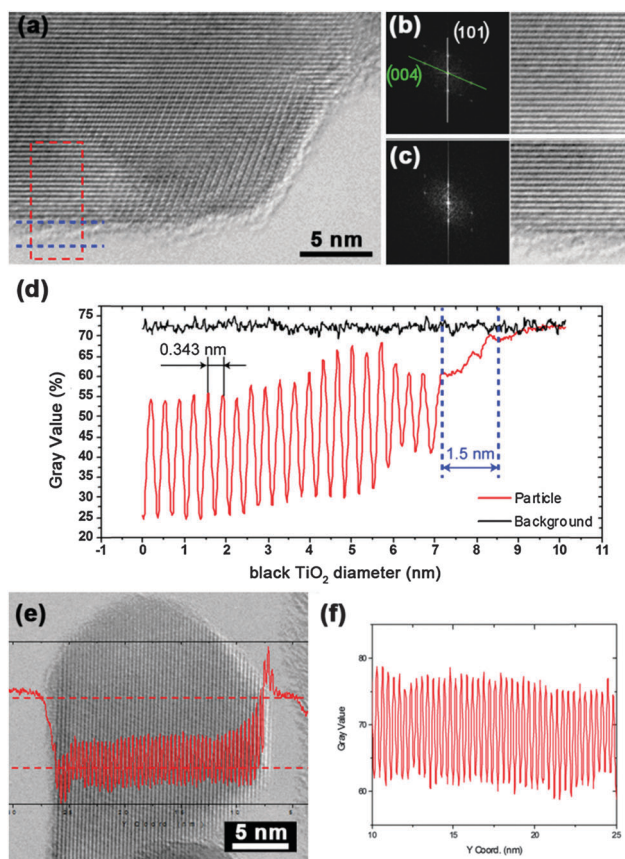 (a)
5 nm
(b)
(101)
(004)
(c)
(d)
75
70
65
60
55
50
45
40
35
30
25
20
Gray Value (%)
0.343 nm
1.5 nm
Particle
Background
-1 0 1 2 3 4 5 6 7 8 9 10 11
black TiO2 diameter (nm)
(e)
5 nm
(f)
80
70
60
Gray Value
10 15 20 25
Y Coord. (nm)